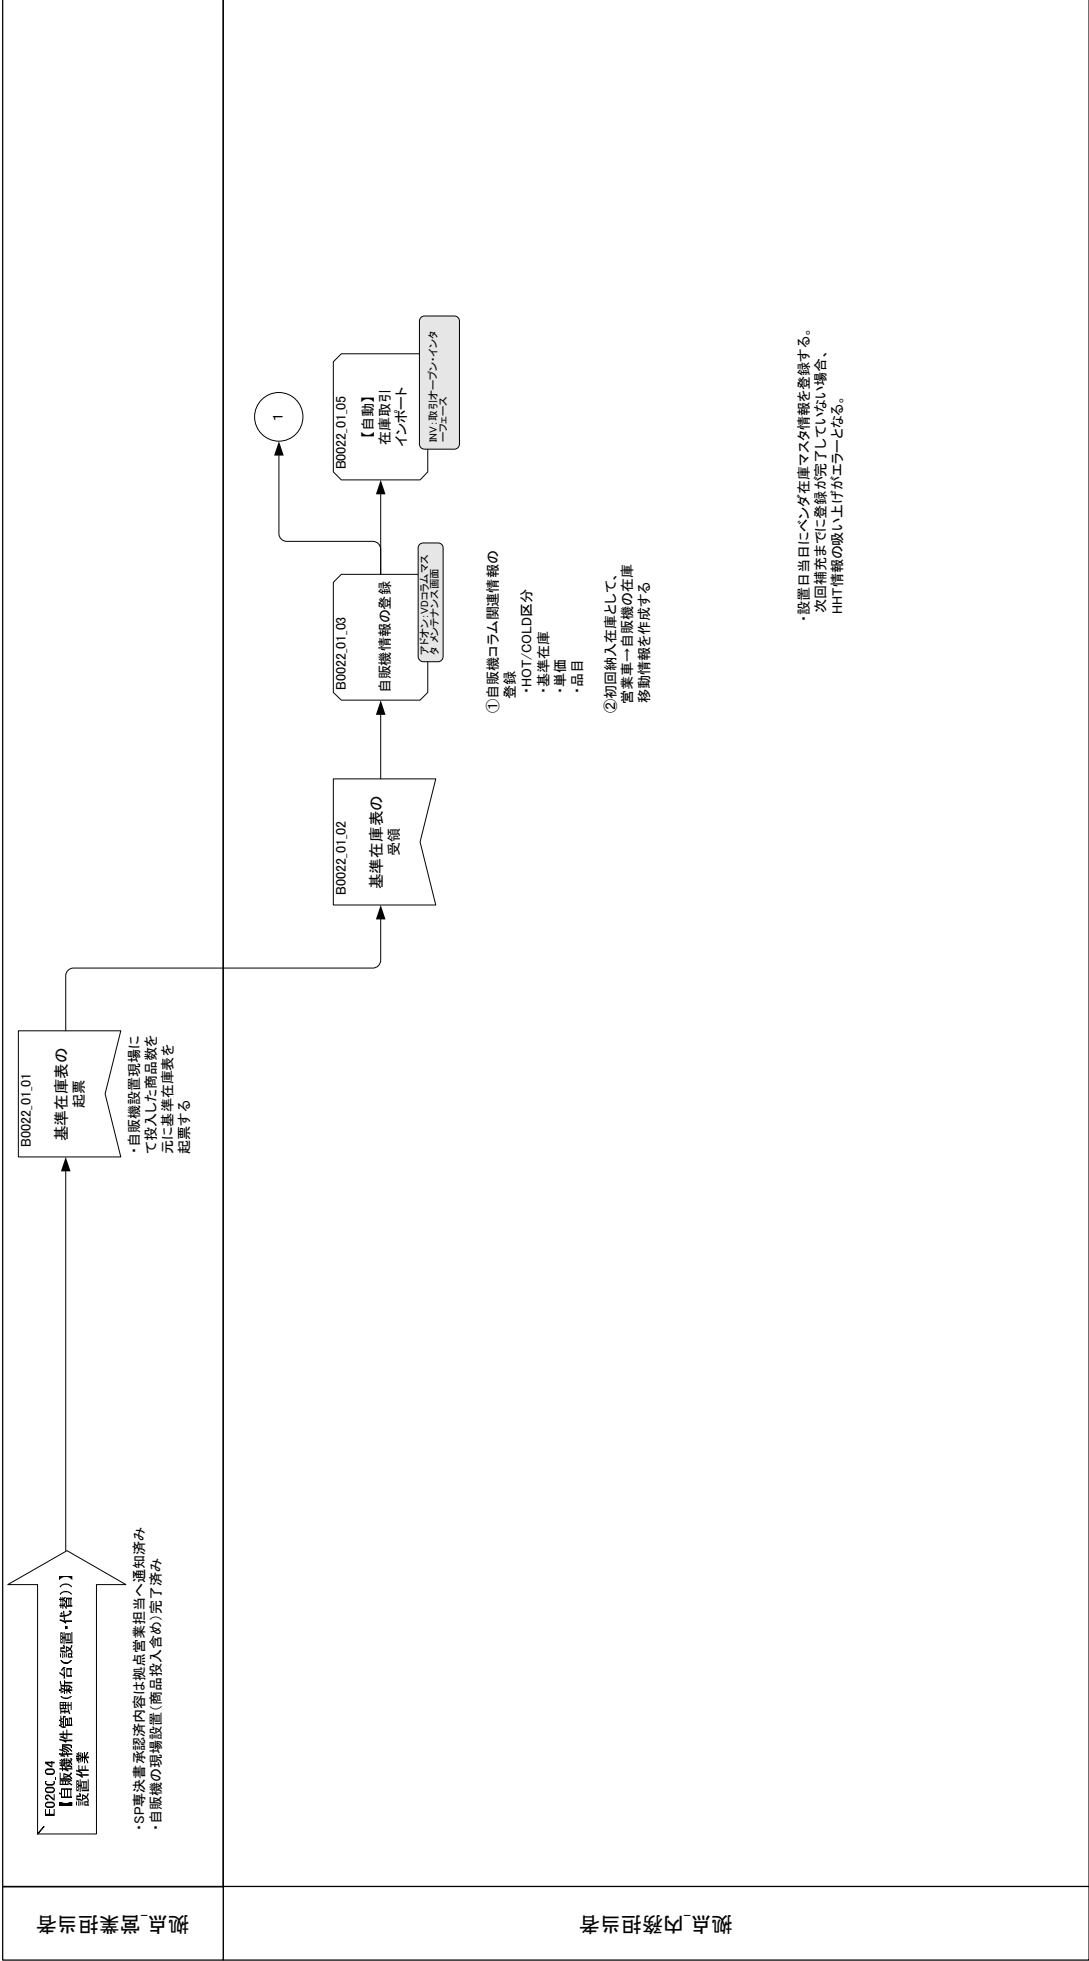 拠点_営業担当者
E020C_04
【自販機物件管理(新台(設置・代替))】
設置作業
・SP専決書承認済内容は拠点営業担当へ通知済み
・自販機の現場設置(商品投入含め)完了済み
B0022_01_01
基準在庫表の
起票
・自販機設置現場に
て投入した商品数を
元に基準在庫表を
起票する
拠点_内務担当者
B0022_01_02
基準在庫表の
受領
B0022_01_03
自販機情報の登録
アドオン:VDコラムマス
タメンテナンス画面
①自販機コラム関連情報の
登録
・HOT/COLD区分
・基準在庫
・単価
・品目
②初回納入在庫として、
営業車→自販機の在庫
移動情報を作成する
1
B0022_01_05
【自動】
在庫取引
インポート
INV:取引オープン・インタ
ーフェース
・設置日当日にベンダ在庫マスタ情報を登録する。
次回補充までに登録が完了していない場合、
HHT情報の吸い上げがエラーとなる。